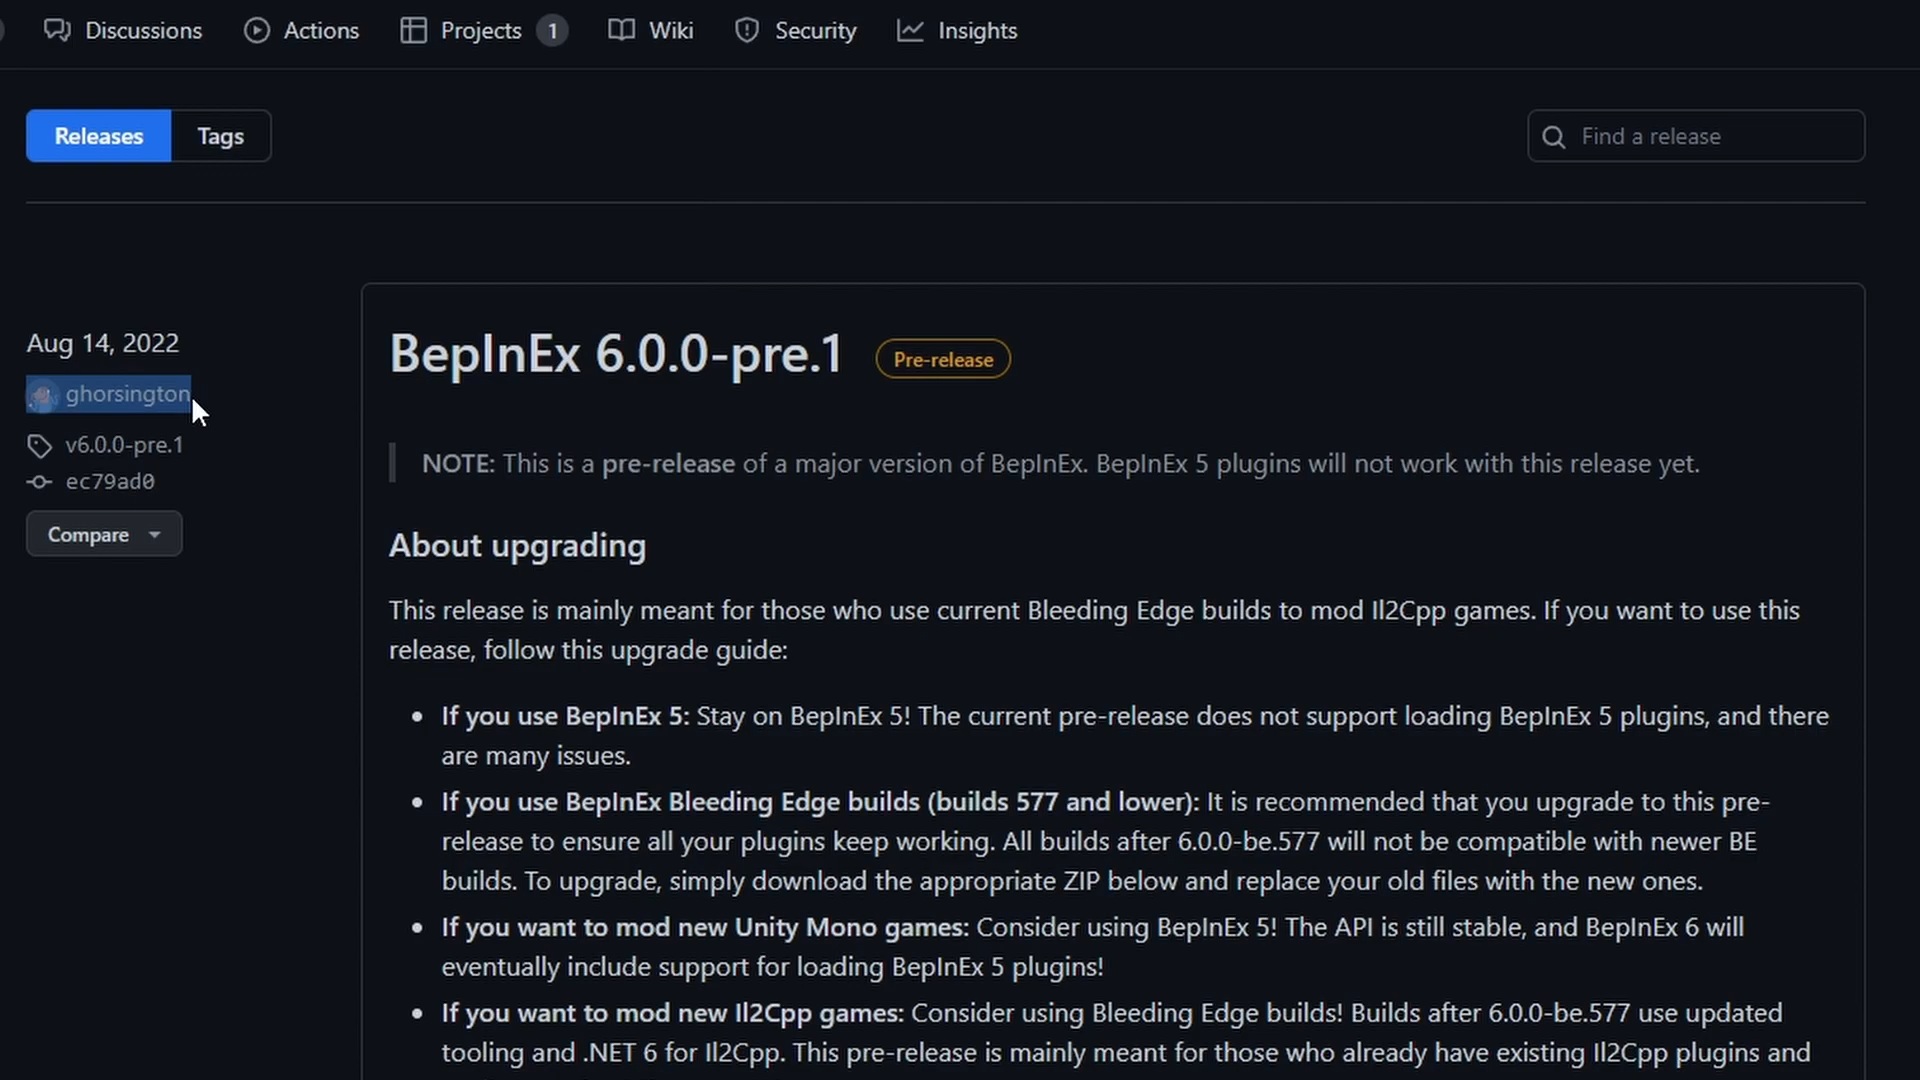 Discussions Actions Projects 1 Wiki Security Insights
Releases Tags Find a release
Aug 14, 2022
ghorsington
v6.0.0-pre.1
ec79ad0
Compare
BepInEx 6.0.0-pre.1 Pre-release
NOTE: This is a pre-release of a major version of BepInEx. BepInEx 5 plugins will not work with this release yet.
About upgrading
This release is mainly meant for those who use current Bleeding Edge builds to mod Il2Cpp games. If you want to use this
release, follow this upgrade guide:
• If you use BepInEx 5: Stay on BepInEx 5! The current pre-release does not support loading BepInEx 5 plugins, and there
are many issues.
• If you use BepInEx Bleeding Edge builds (builds 577 and lower): It is recommended that you upgrade to this pre-
release to ensure all your plugins keep working. All builds after 6.0.0-be.577 will not be compatible with newer BE
builds. To upgrade, simply download the appropriate ZIP below and replace your old files with the new ones.
• If you want to mod new Unity Mono games: Consider using BepInEx 5! The API is still stable, and BepInEx 6 will
eventually include support for loading BepInEx 5 plugins!
• If you want to mod new Il2Cpp games: Consider using Bleeding Edge builds! Builds after 6.0.0-be.577 use updated
tooling and .NET 6 for Il2Cpp. This pre-release is mainly meant for those who already have existing Il2Cpp plugins and